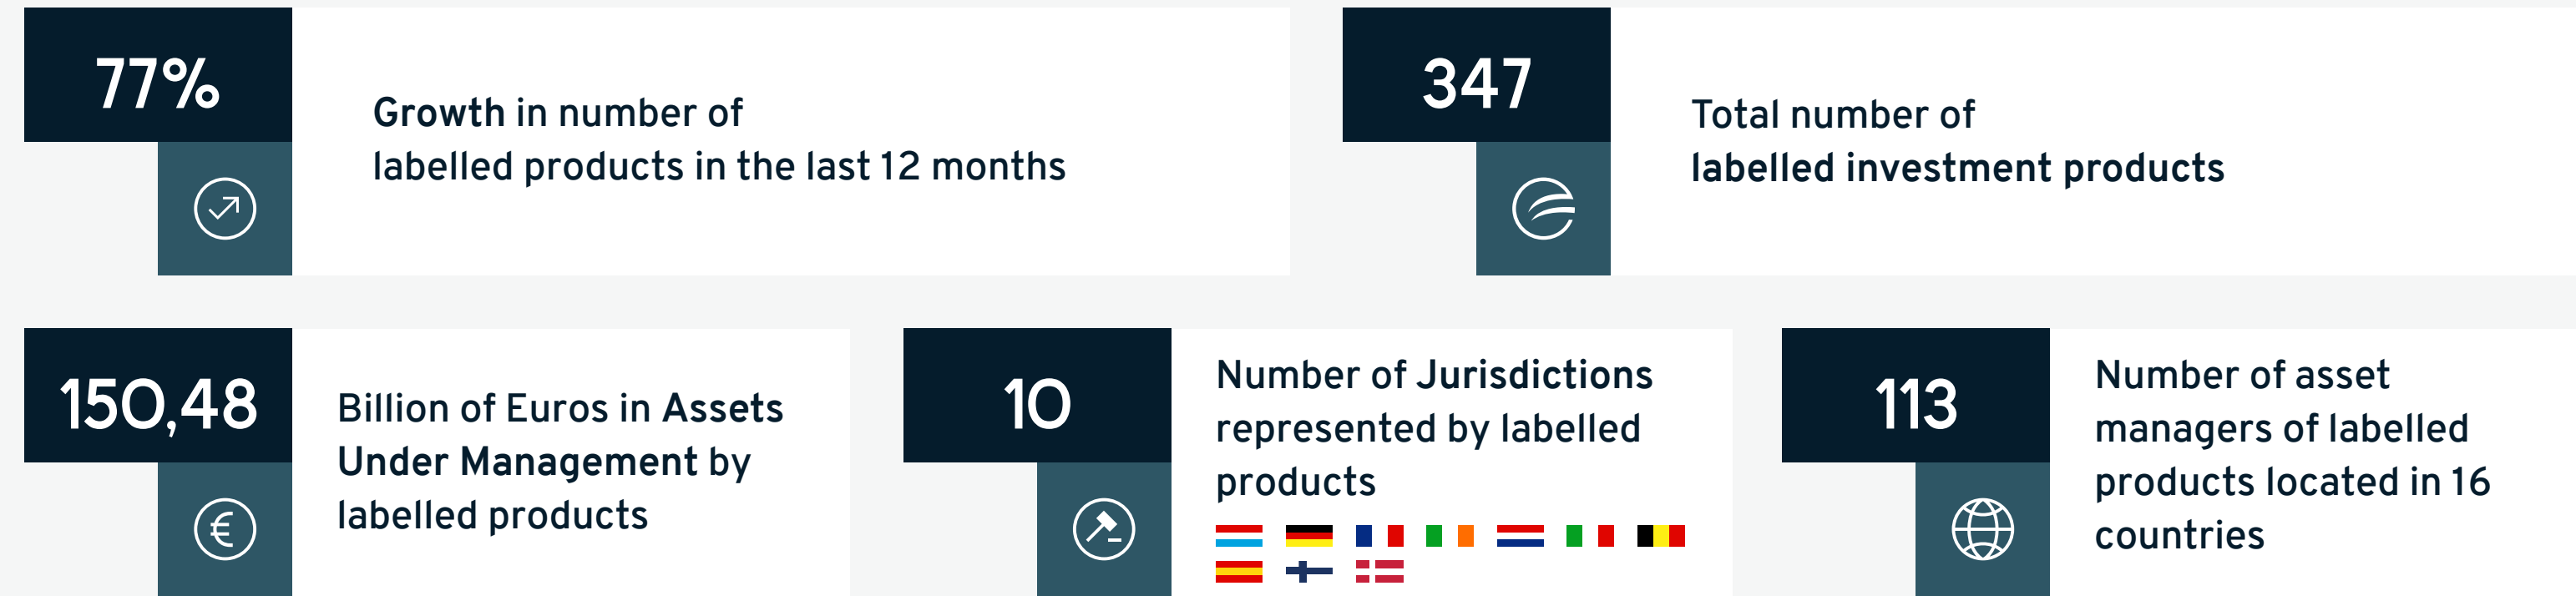 77%
Growth in number of
labelled products in the last 12 months
347
Total number of
labelled investment products
150,48
Billion of Euros in Assets
Under Management by
labelled products
10
Number of Jurisdictions
represented by labelled
products
113
Number of asset
managers of labelled
products located in 16
countries